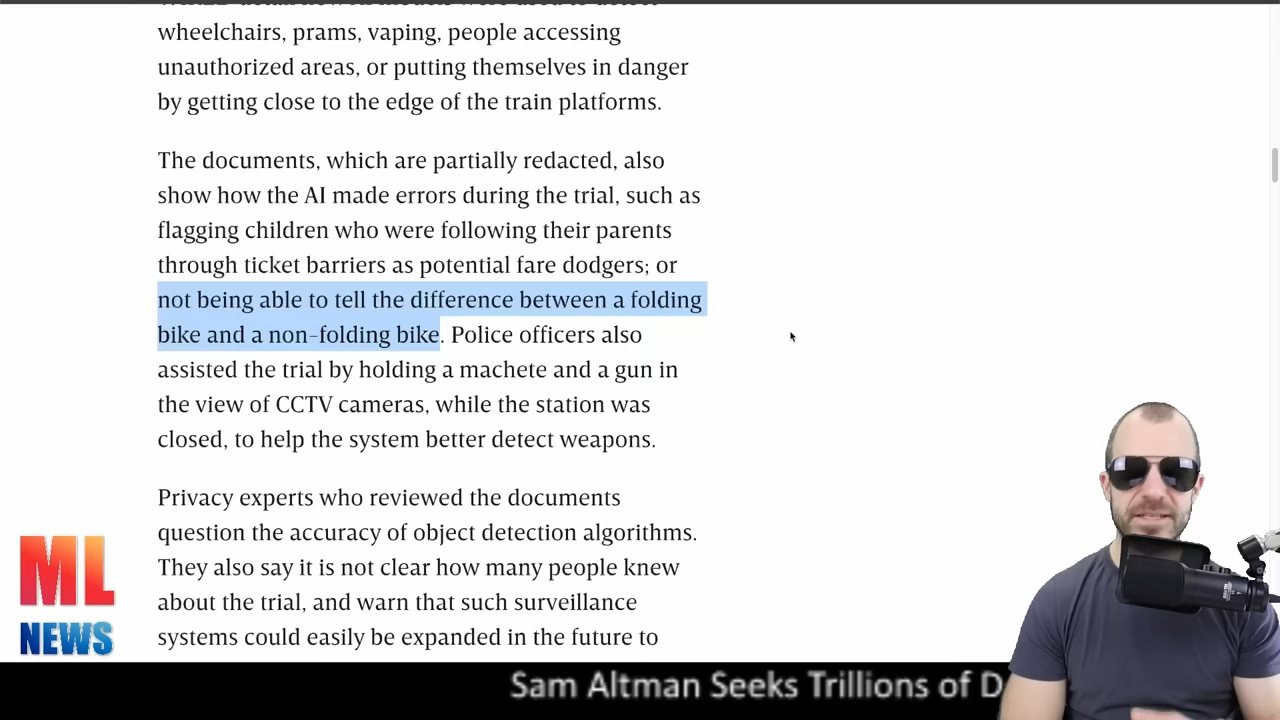 wheelchairs, prams, vaping, people accessing
unauthorized areas, or putting themselves in danger
by getting close to the edge of the train platforms.
The documents, which are partially redacted, also
show how the AI made errors during the trial, such as
flagging children who were following their parents
through ticket barriers as potential fare dodgers; or
not being able to tell the difference between a folding
bike and a non-folding bike. Police officers also
assisted the trial by holding a machete and a gun in
the view of CCTV cameras, while the station was
closed, to help the system better detect weapons.
Privacy experts who reviewed the documents
question the accuracy of object detection algorithms.
They also say it is not clear how many people knew
about the trial, and warn that such surveillance
systems could easily be expanded in the future to
ML
NEWS
Sam Altman Seeks Trillions of D